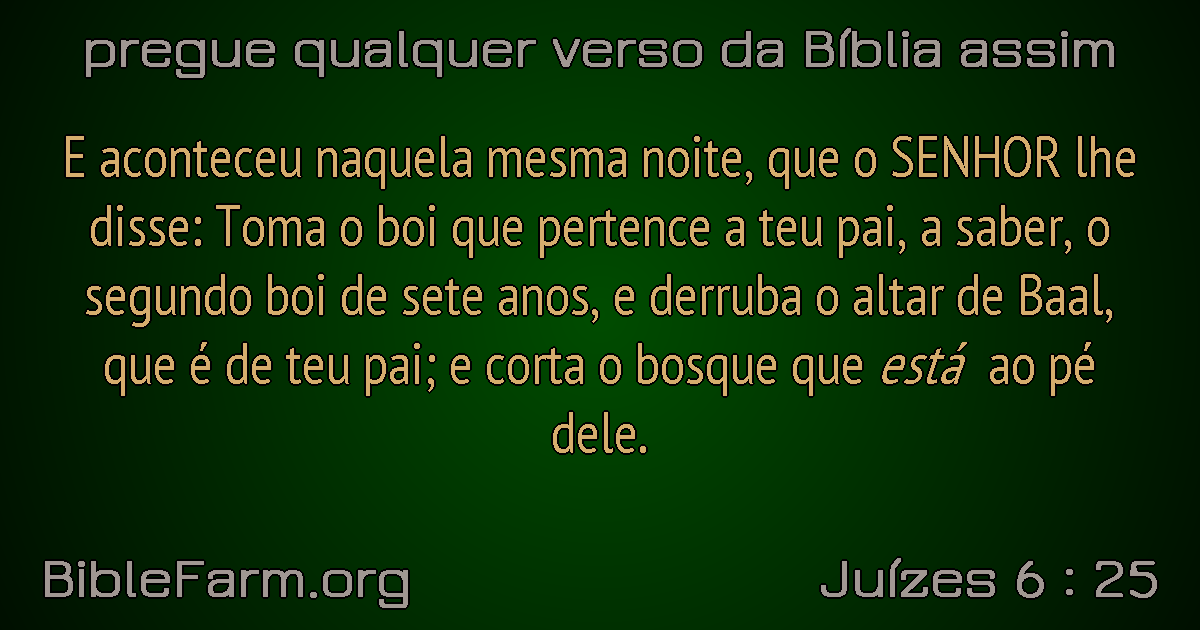 pregue qualquer verso da Bíblia assim
E aconteceu naquela mesma noite, que o SENHOR lhe
disse: Toma o boi que pertence a teu pai, a saber, o
segundo boi de sete anos, e derruba o altar de Baal,
que é de teu pai; e corta o bosque que está ao pé
dele.
BibleFarm.org
Juízes 6 : 25